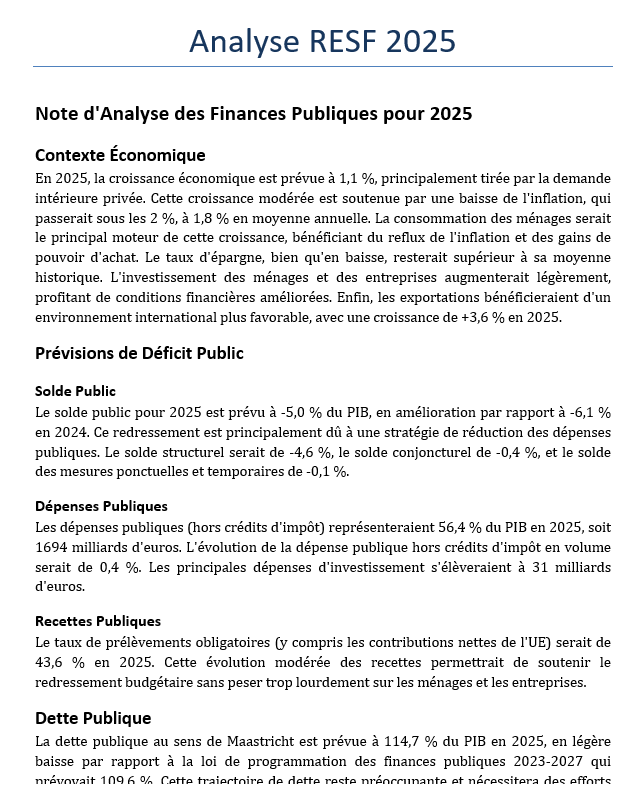 Analyse RESF 2025
Note d'Analyse des Finances Publiques pour 2025
Contexte Économique
En 2025, la croissance économique est prévue à 1,1 %, principalement tirée par la demande
intérieure privée. Cette croissance modérée est soutenue par une baisse de l'inflation, qui
passerait sous les 2 %, à 1,8 % en moyenne annuelle. La consommation des ménages serait
le principal moteur de cette croissance, bénéficiant du reflux de l'inflation et des gains de
pouvoir d'achat. Le taux d'épargne, bien qu'en baisse, resterait supérieur à sa moyenne
historique. L'investissement des ménages et des entreprises augmenterait légèrement,
profitant de conditions financières améliorées. Enfin, les exportations bénéficieraient d'un
environnement international plus favorable, avec une croissance de +3,6 % en 2025.
Prévisions de Déficit Public
Solde Public
Le solde public pour 2025 est prévu à -5,0 % du PIB, en amélioration par rapport à -6,1 %
en 2024. Ce redressement est principalement dû à une stratégie de réduction des dépenses
publiques. Le solde structurel serait de -4,6 %, le solde conjoncturel de -0,4 %, et le solde
des mesures ponctuelles et temporaires de -0,1 %.
Dépenses Publiques
Les dépenses publiques (hors crédits d'impôt) représenteraient 56,4 % du PIB en 2025, soit
1694 milliards d'euros. L'évolution de la dépense publique hors crédits d'impôt en volume
serait de 0,4 %. Les principales dépenses d'investissement s'élèveraient à 31 milliards
d'euros.
Recettes Publiques
Le taux de prélèvements obligatoires (y compris les contributions nettes de l'UE) serait de
43,6 % en 2025. Cette évolution modérée des recettes permettrait de soutenir le
redressement budgétaire sans peser trop lourdement sur les ménages et les entreprises.
Dette Publique
La dette publique au sens de Maastricht est prévue à 114,7 % du PIB en 2025, en légère
baisse par rapport à la loi de programmation des finances publiques 2023-2027 qui
prévoyait 109,6 %. Cette trajectoire de dette reste préoccupante et nécessitera des efforts